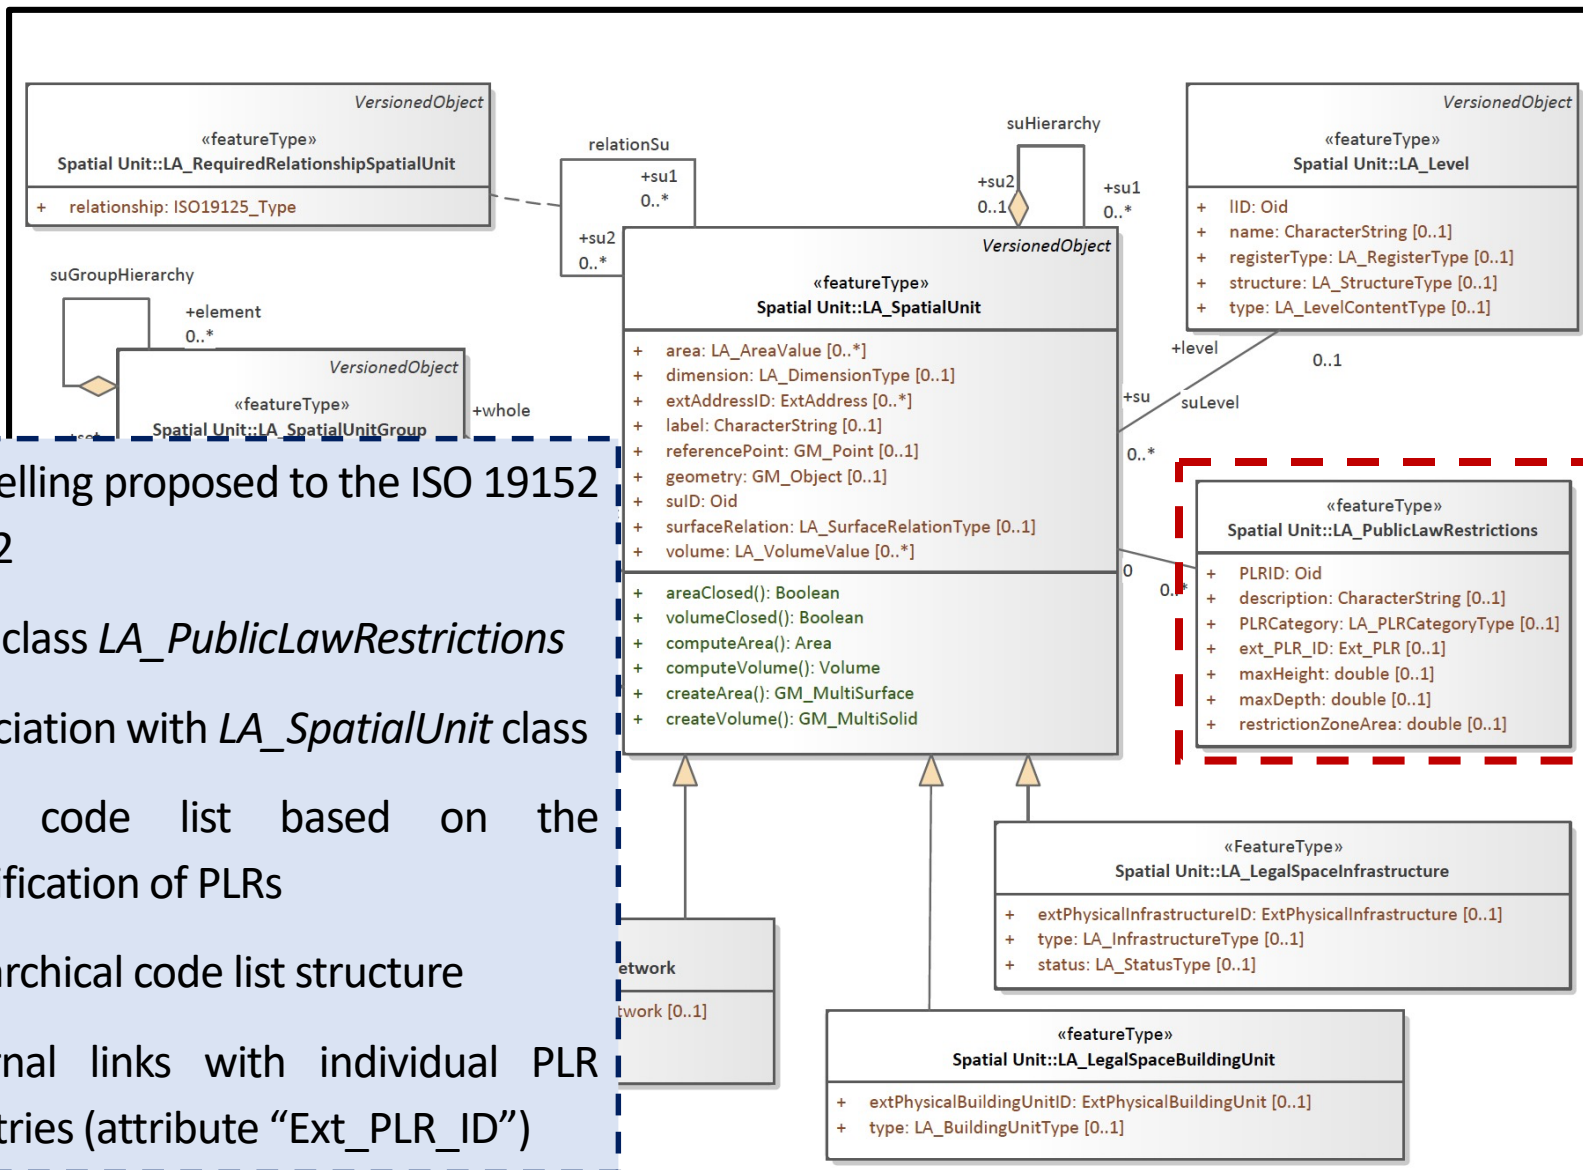 VersionedObject
«featureType»
Spatial Unit::LA_RequiredRelationshipSpatialUnit
+ relationship: ISO19125_Type
relationSu
+su1
0..*
+su2
0..*
suHierarchy
+su2
0..1
+su1
0..*
VersionedObject
«featureType»
Spatial Unit::LA_Level
+ lID: Oid
+ name: CharacterString [0..1]
+ registerType: LA_RegisterType [0..1]
+ structure: LA_StructureType [0..1]
+ type: LA_LevelContentType [0..1]
suGroupHierarchy
+element
0..*
VersionedObject
«featureType»
Spatial Unit::LA_SpatialUnitGroup
+whole
VersionedObject
«featureType»
Spatial Unit::LA_SpatialUnit
+ area: LA_AreaValue [0..*]
+ dimension: LA_DimensionType [0..1]
+ extAddressID: ExtAddress [0..*]
+ label: CharacterString [0..1]
+ referencePoint: GM_Point [0..1]
+ geometry: GM_Object [0..1]
+ suID: Oid
+ surfaceRelation: LA_SurfaceRelationType [0..1]
+ volume: LA_VolumeValue [0..*]
+ areaClosed(): Boolean
+ volumeClosed(): Boolean
+ computeArea(): Area
+ computeVolume(): Volume
+ createArea(): GM_MultiSurface
+ createVolume(): GM_MultiSolid
+level
0..1
+su
suLevel
0..*
«featureType»
Spatial Unit::LA_PublicLawRestrictions
+ PLRID: Oid
+ description: CharacterString [0..1]
+ PLRCategory: LA_PLRCategoryType [0..1]
+ ext_PLR_ID: Ext_PLR [0..1]
+ maxHeight: double [0..1]
+ maxDepth: double [0..1]
+ restrictionZoneArea: double [0..1]
0
0..*
elling proposed to the ISO 19152
2
class LA_PublicLawRestrictions
ciation with LA_SpatialUnit class
code list based on the
ification of PLRs
archical code list structure
rnal links with individual PLR
tries (attribute “Ext_PLR_ID”)
etwork
twork [0..1]
«FeatureType»
Spatial Unit::LA_LegalSpaceInfrastructure
+ extPhysicalInfrastructureID: ExtPhysicalInfrastructure [0..1]
+ type: LA_InfrastructureType [0..1]
+ status: LA_StatusType [0..1]
«featureType»
Spatial Unit::LA_LegalSpaceBuildingUnit
+ extPhysicalBuildingUnitID: ExtPhysicalBuildingUnit [0..1]
+ type: LA_BuildingUnitType [0..1]